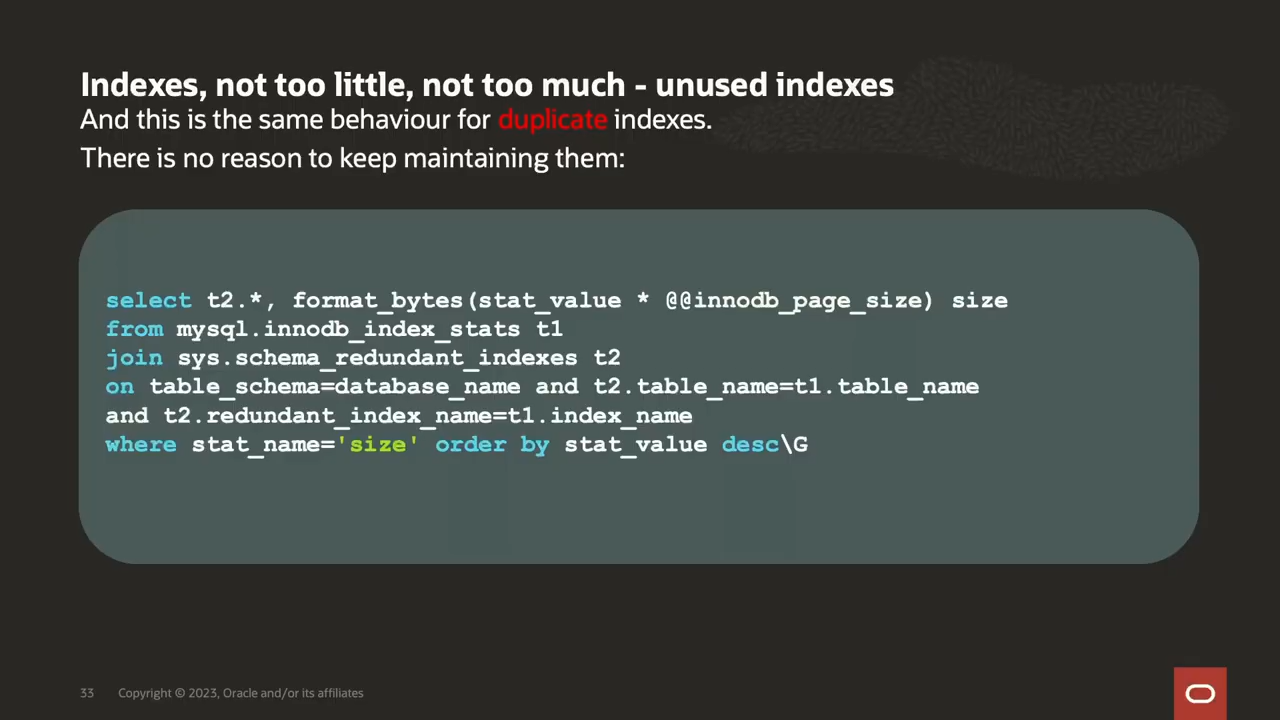 Indexes, not too little, not too much - unused indexes
And this is the same behaviour for duplicate indexes.
There is no reason to keep maintaining them:
select t2.*, format_bytes(stat_value * @@innodb_page_size) size
from mysql.innodb_index_stats t1
join sys.schema_redundant_indexes t2
on table_schema=database_name and t2.table_name=t1.table_name
and t2.redundant_index_name=t1.index_name
where stat_name='size' order by stat_value desc\G
33 Copyright © 2023, Oracle and/or its affiliates